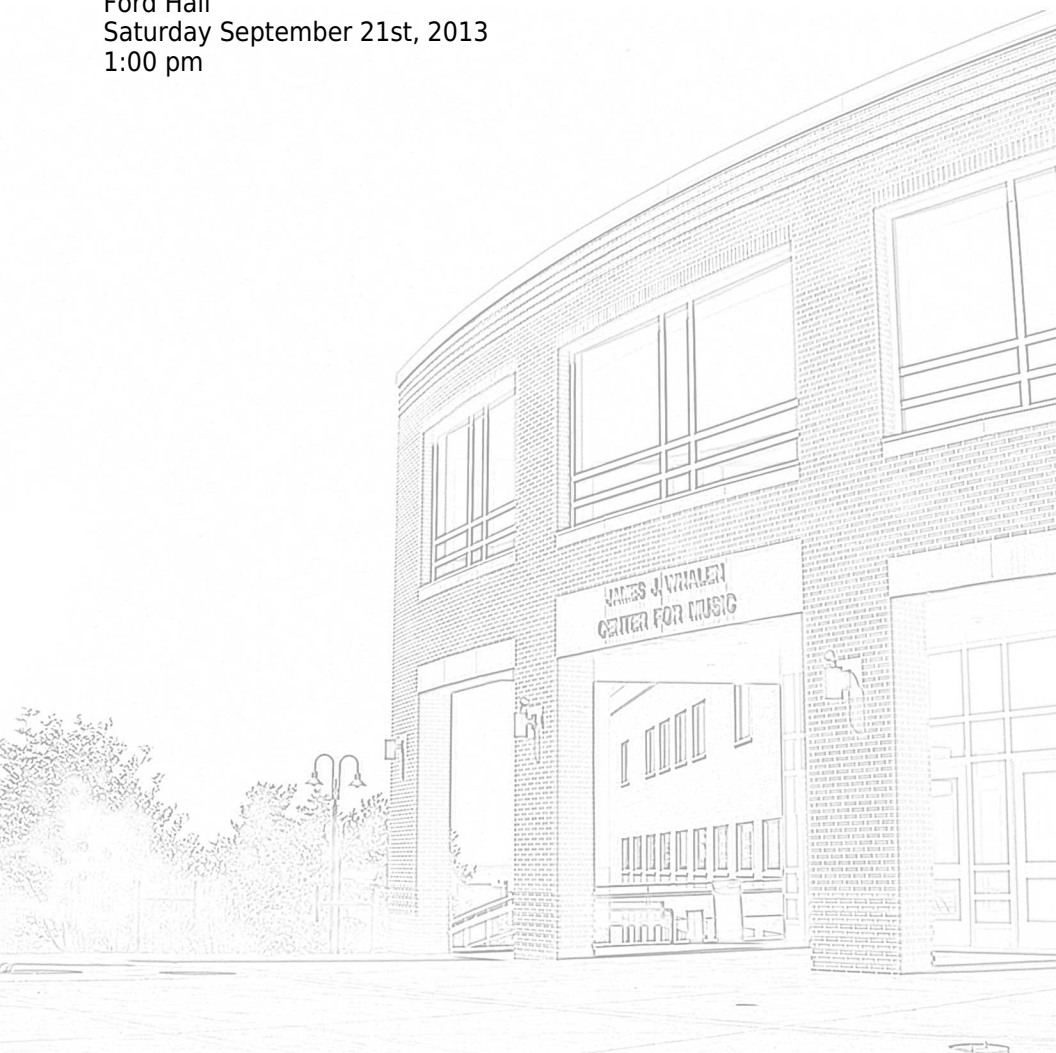 Ford Hall
Saturday September 21st, 2013
1:00 pm
JAMES J. WHALEN
CENTER FOR MUSIC